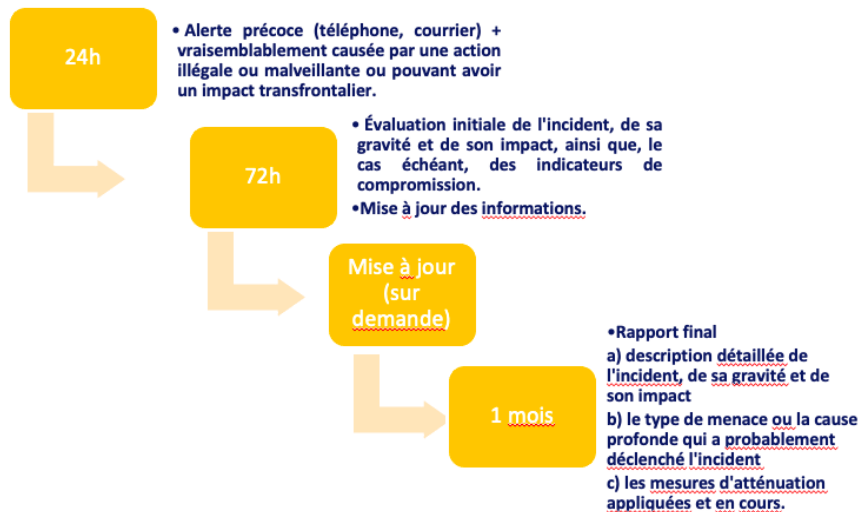 24h
• Alerte précoce (téléphone, courrier) +
vraisemblablement causée par une action
illégale ou malveillante ou pouvant avoir
un impact transfrontalier.
72h
• Évaluation initiale de l'incident, de sa
gravité et de son impact, ainsi que, le
cas échéant, des indicateurs de
compromission.
•Mise à jour des informations.
Mise à jour
(sur
demande)
1 mois
•Rapport final
a) description détaillée de
l'incident, de sa gravité et de
son impact
b) le type de menace ou la cause
profonde qui a probablement
déclenché l'incident
c) les mesures d'atténuation
appliquées et en cours.